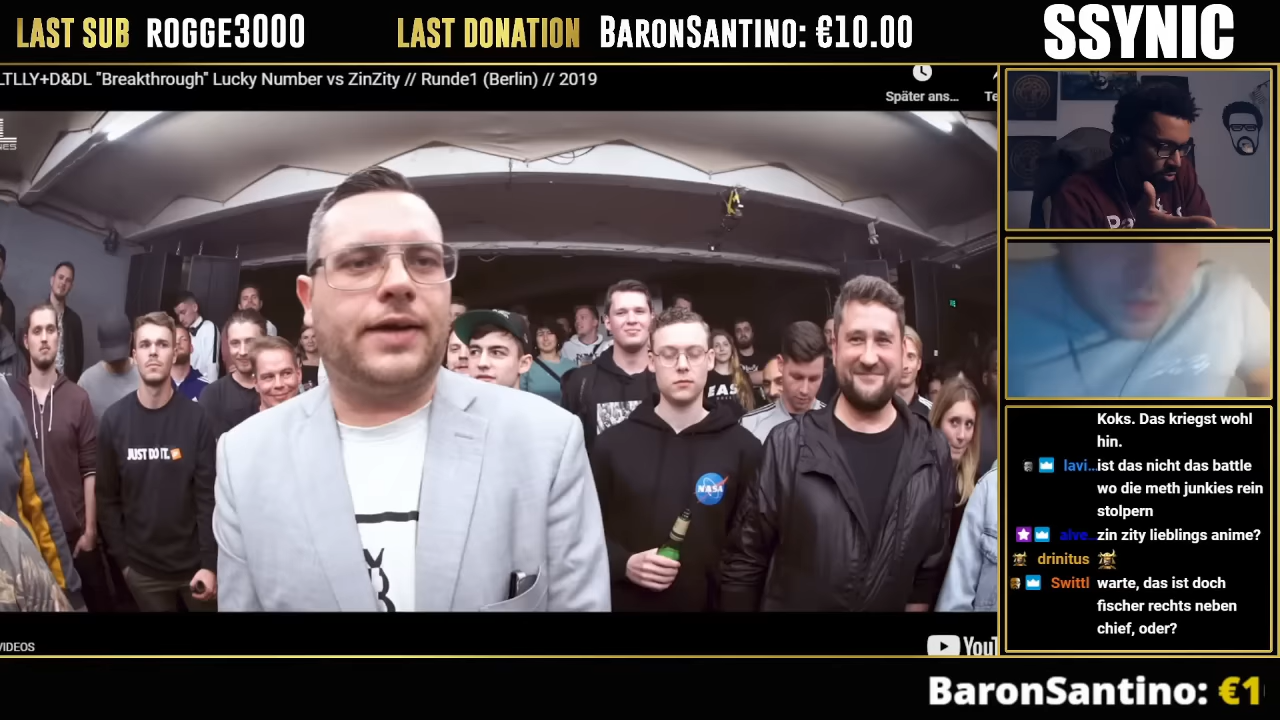 LAST SUB ROGGE3000 LAST DONATION BARONSANTINO: €10.00 SSYNIC
LTLLY+D&DL "Breakthrough" Lucky Number vs ZinZity // Runde1 (Berlin) // 2019
Später ans...
JUST DO IT.
NASA
EAS
VIDEOS
Koks. Das kriegst wohl
hin.
lavi... ist das nicht das battle
wo die meth junkies rein
stolpern
alve... zin zity lieblings anime?
drinitus
Swittl warte, das ist doch
fischer rechts neben
chief, oder?
BaronSantino: €1